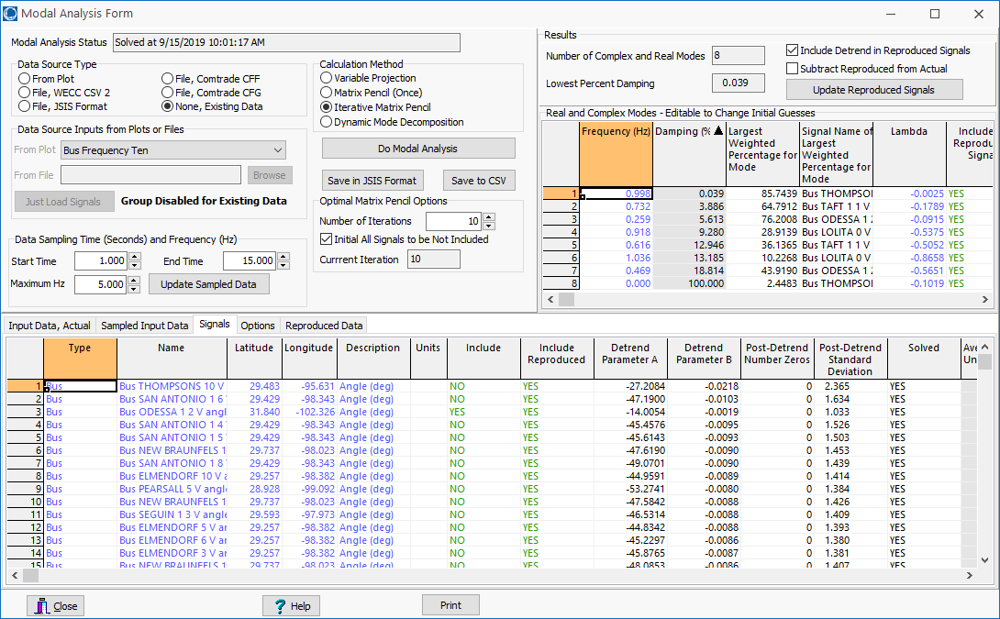 Modal Analysis Form
Modal Analysis Status Solved at 9/15/2019 10:01:17 AM
Data Source Type
From Plot File, Comtrade CFF
File, WECC CSV 2 File, Comtrade CFG
File, JSIS Format None, Existing Data
Data Source Inputs from Plots or Files
From Plot Bus Frequency Ten
From File Browse
Just Load Signals Group Disabled for Existing Data
Data Sampling Time (Seconds) and Frequency (Hz)
Start Time 1.000 End Time 15.000
Maximum Hz 5.000 Update Sampled Data
Calculation Method
Variable Projection
Matrix Pencil (Once)
Iterative Matrix Pencil
Dynamic Mode Decomposition
Do Modal Analysis
Save in JSIS Format Save to CSV
Optimal Matrix Pencil Options
Number of Iterations 10
Initial All Signals to be Not Included
Currrent Iteration 10
Results
Number of Complex and Real Modes 8
Lowest Percent Damping 0.039
Include Detrend in Reproduced Signals
Subtract Reproduced from Actual
Update Reproduced Signals
Real and Complex Modes - Editable to Change Initial Guesses
Frequency (Hz) Damping (% Largest Weighted Percentage for Mode Signal Name of Largest Weighted Percentage for Mode Lambda Include Reprodu Signa
1 0.998 0.039 85.7439 Bus THOMPSO -0.0025 YES
2 0.732 3.886 64.7912 Bus TAFT 1 1 V -0.1789 YES
3 0.259 5.613 76.2008 Bus ODESSA 1 2 -0.0915 YES
4 0.918 9.280 28.9139 Bus LOLITA 0 V -0.5375 YES
5 0.616 12.946 36.1365 Bus TAFT 1 1 V -0.5052 YES
6 1.036 13.185 10.2268 Bus LOLITA 0 V -0.8658 YES
7 0.469 18.814 43.9190 Bus ODESSA 1 2 -0.5651 YES
8 0.000 100.000 2.4483 Bus THOMPSO -0.1019 YES
Input Data, Actual Sampled Input Data Signals Options Reproduced Data
Type Name Latitude Longitude Description Units Include Include Reproduced Detrend Parameter A Detrend Parameter B Post-Detrend Number Zeros Post-Detrend Standard Deviation Solved Ave Un
1 Bus Bus THOMPSONS 10 V 29.483 -95.631 Angle (deg) NO YES -27.2084 -0.0218 0 2.365 YES
2 Bus Bus SAN ANTONIO 1 6 29.429 -98.343 Angle (deg) NO YES -47.1900 -0.0103 0 1.634 YES
3 Bus Bus ODESSA 1 2 V angl 31.840 -102.326 Angle (deg) YES YES -14.0054 -0.0019 0 1.033 YES
4 Bus Bus SAN ANTONIO 1 4 29.429 -98.343 Angle (deg) NO YES -45.4576 -0.0095 0 1.526 YES
5 Bus Bus SAN ANTONIO 1 5 29.429 -98.343 Angle (deg) NO YES -45.6143 -0.0093 0 1.503 YES
6 Bus Bus NEW BRAUNFELS 1 29.737 -98.023 Angle (deg) NO YES -47.6190 -0.0090 0 1.453 YES
7 Bus Bus SAN ANTONIO 1 8 29.429 -98.343 Angle (deg) NO YES -49.0701 -0.0090 0 1.439 YES
8 Bus Bus ELMENDORF 10 V a 29.257 -98.382 Angle (deg) NO YES -44.9591 -0.0089 0 1.414 YES
9 Bus Bus PEARSALL 5 V angl 28.928 -99.092 Angle (deg) NO YES -53.2741 -0.0080 0 1.384 YES
10 Bus Bus NEW BRAUNFELS 1 29.737 -98.023 Angle (deg) NO YES -47.5842 -0.0088 0 1.426 YES
11 Bus Bus SEGUIN 1 3 V angle 29.593 -97.973 Angle (deg) NO YES -46.5314 -0.0088 0 1.409 YES
12 Bus Bus ELMENDORF 5 V an 29.257 -98.382 Angle (deg) NO YES -44.8342 -0.0088 0 1.393 YES
13 Bus Bus ELMENDORF 6 V an 29.257 -98.382 Angle (deg) NO YES -45.2297 -0.0086 0 1.380 YES
14 Bus Bus ELMENDORF 3 V an 29.257 -98.382 Angle (deg) NO YES -45.8765 -0.0087 0 1.381 YES
15 Bus Bus NEW BRAUNFELS 1 29.737 -98.023 Angle (deg) NO YES -48.0853 -0.0086 0 1.407 YES
Close Help Print